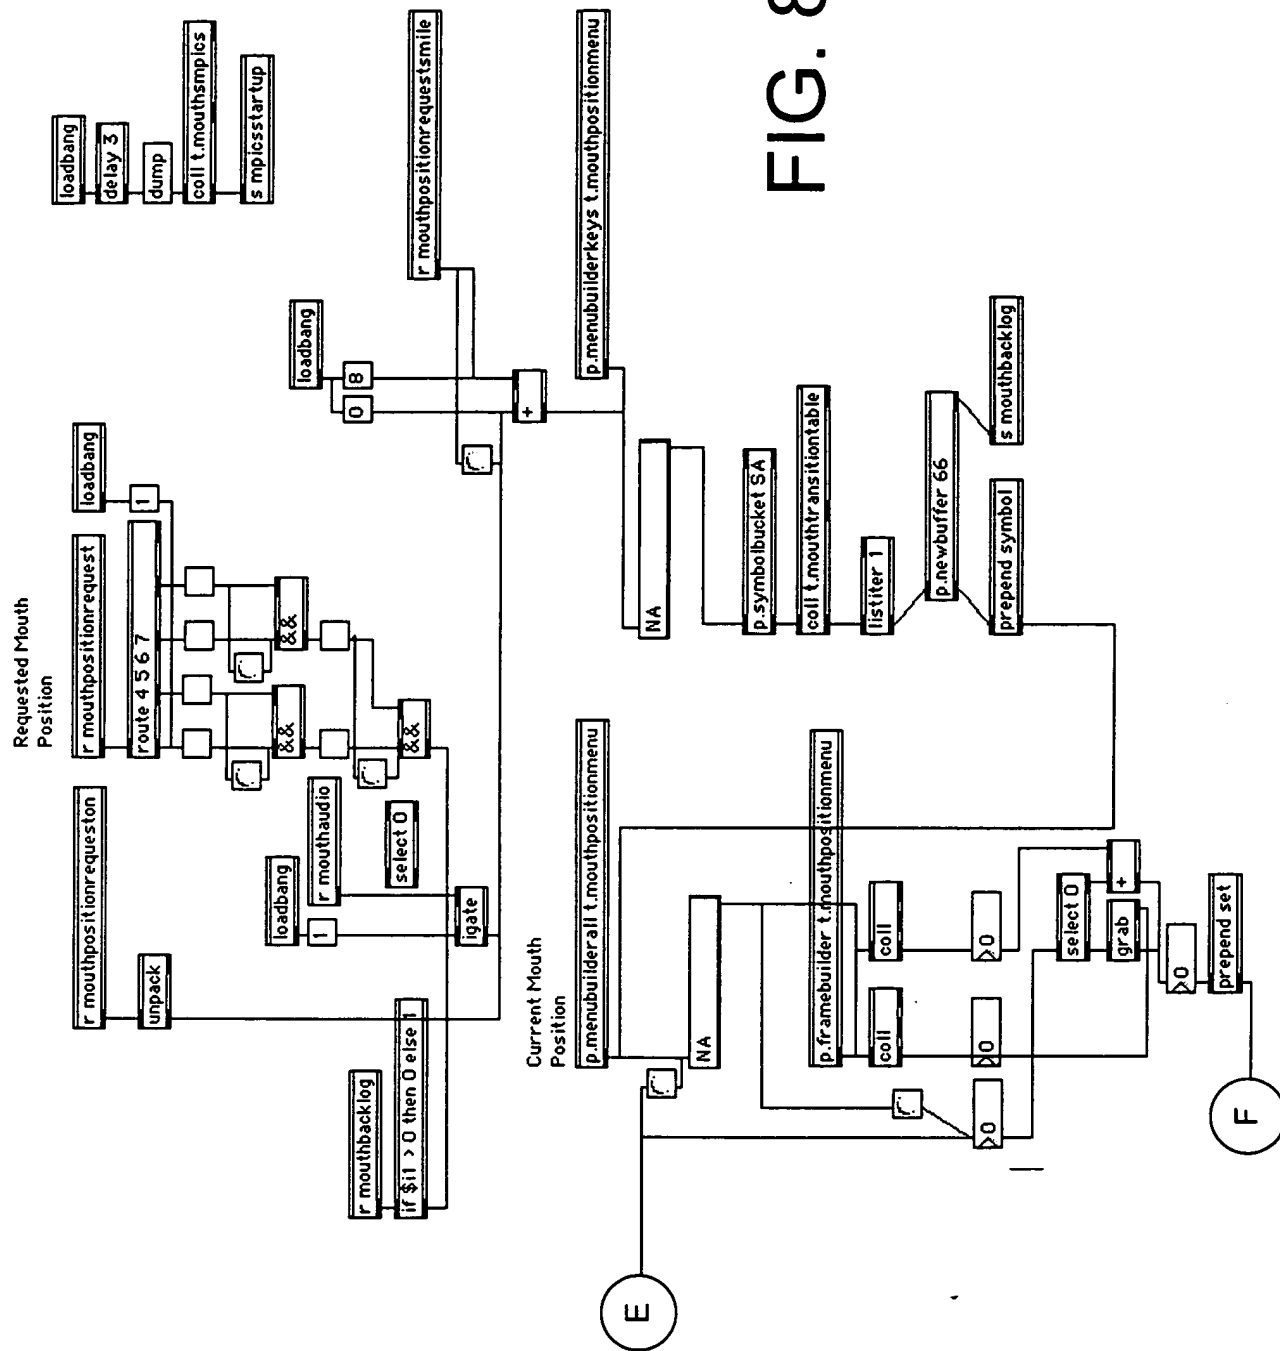 Requested Mouth
Position
r mouthpositionrequeston
r mouthpositionrequest
loadbang
loadbang
unpack
route 4 5 6 7
1
delay 3
dump
coll t.mouthsmpics
s mpicsstartup
loadbang
r mouthaudio
&&
&&
loadbang
1
0
8
r mouthbacklog
if $i1 > 0 then 0 else 1
select 0
&&
r mouthpositionrequestsmile
igate
+
Current Mouth
Position
p.menubuilderall t.mouthpositionmenu
p.menubuilderkeys t.mouthpositionmenu
E
NA
NA
p.symbolbucket SA
p.framebuilder t.mouthpositionmenu
coll t.mouthtransitiontable
coll
coll
listiter 1
p.newbuffer 66
>0
>0
>0
prepend symbol
s mouthbacklog
select 0
grab
+
>0
prepend set
F
FIG. 8